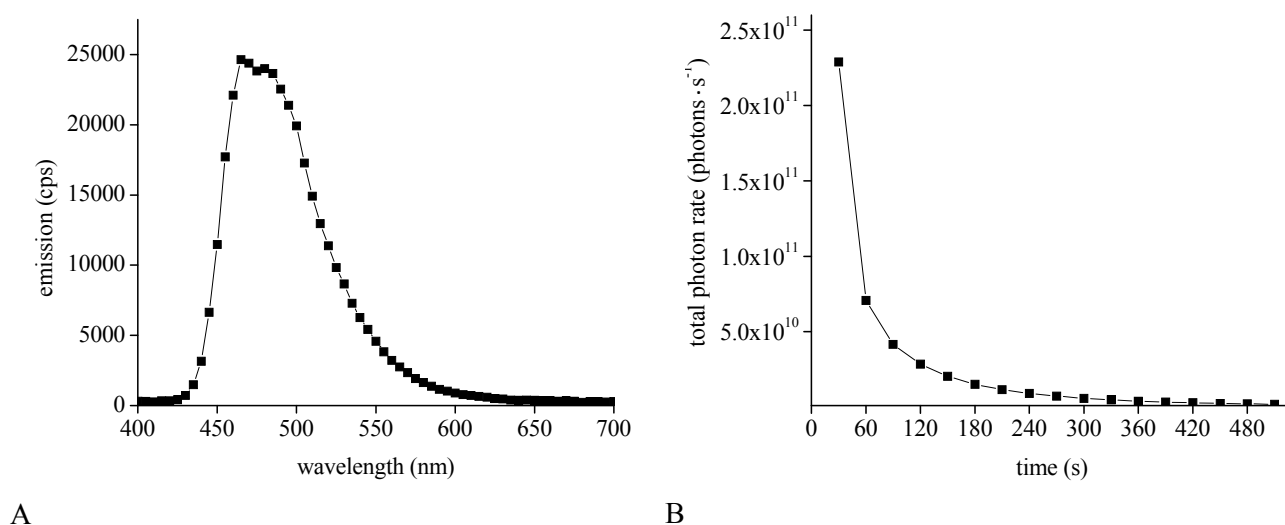 25000
20000
15000
10000
5000
0
emission (cps)
400 450 500 550 600 650 700
wavelength (nm)
A
2.5x10¹¹
2.0x10¹¹
1.5x10¹¹
1.0x10¹¹
5.0x10¹⁰
total photon rate (photons·s⁻¹)
0 60 120 180 240 300 360 420 480
time (s)
B